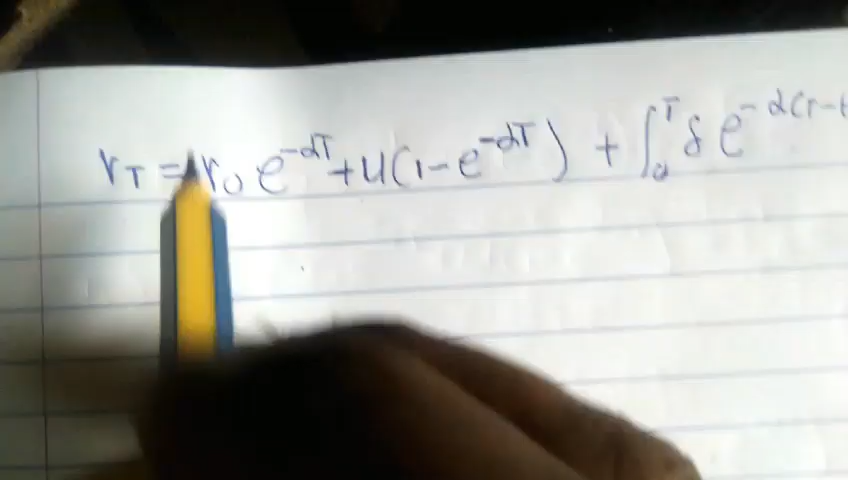 r_T = r_0 e^{-αT} + μ(1 - e^{-αT}) + ∫_0^T δ e^{-α(T-t